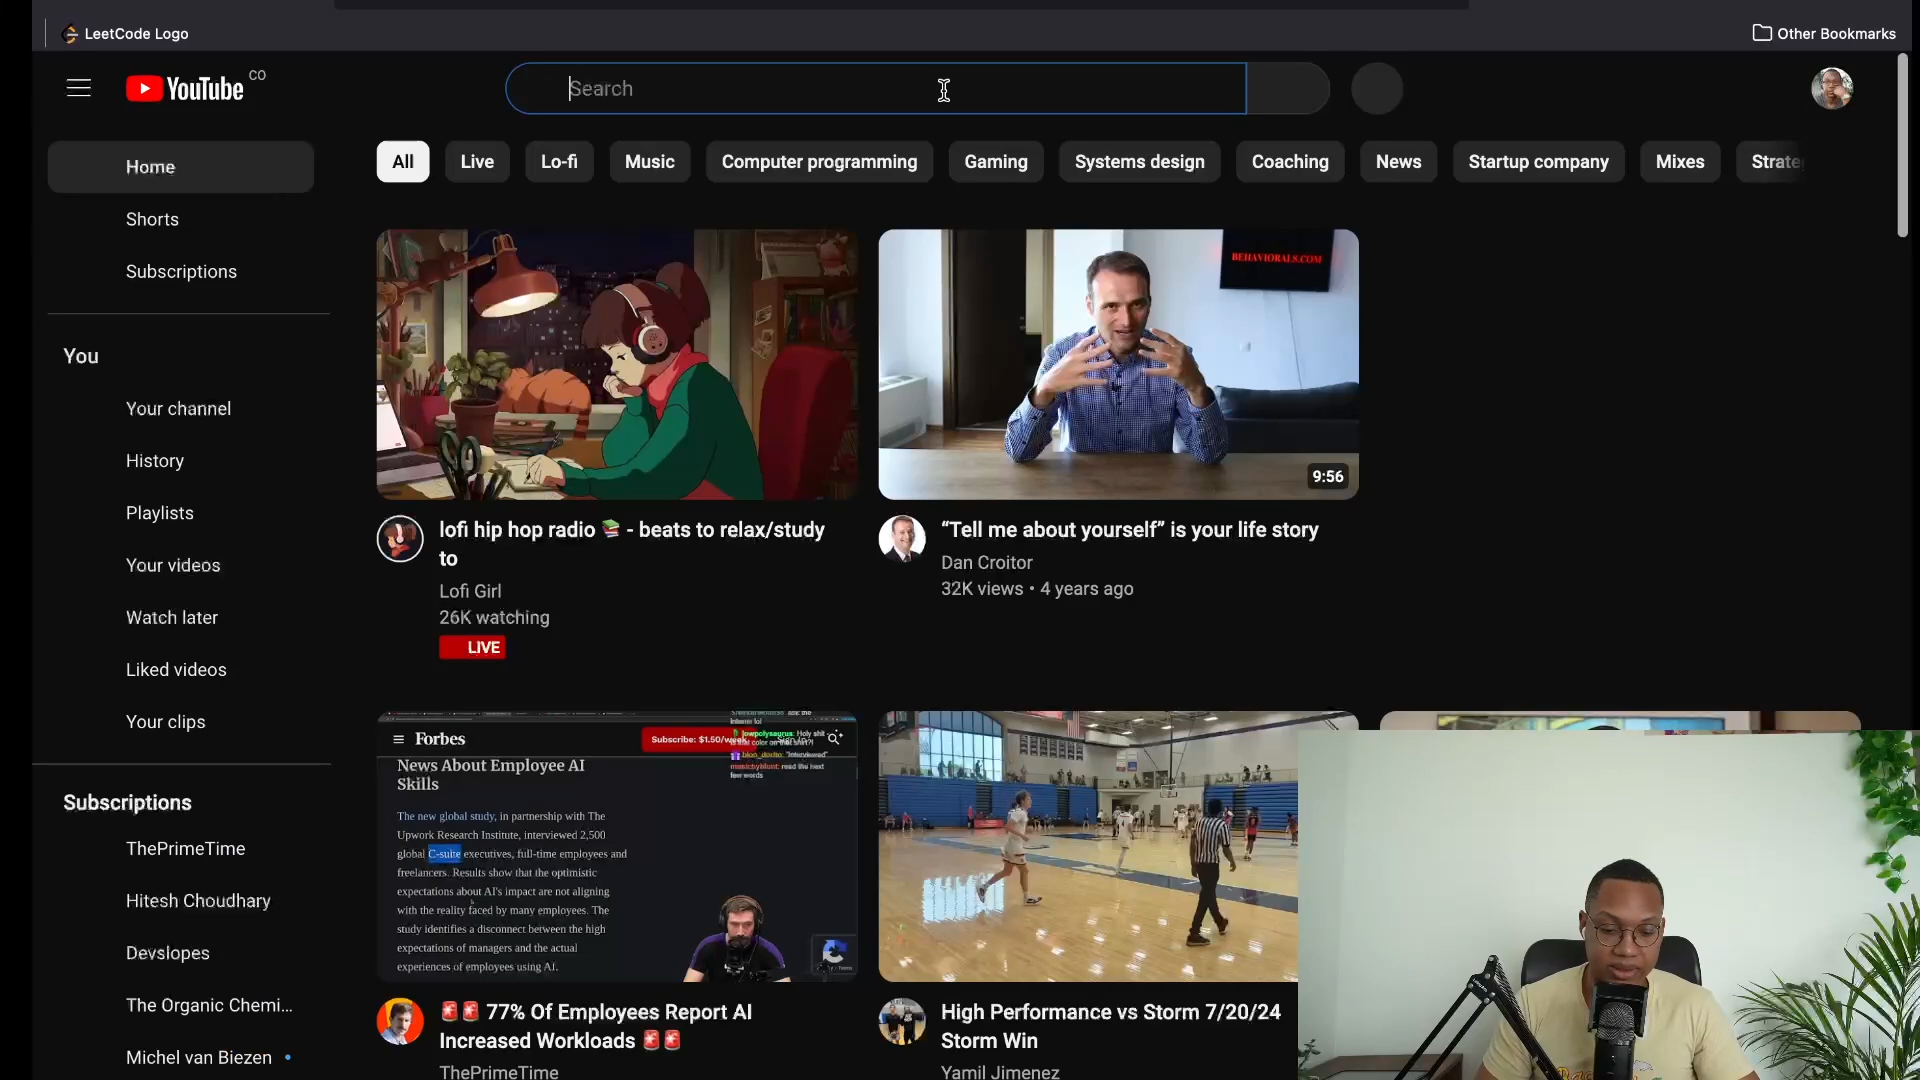 LeetCode Logo
Other Bookmarks
YouTube CO
Search
All
Live
Lo-fi
Music
Computer programming
Gaming
Systems design
Coaching
News
Startup company
Mixes
Strate
Home
Shorts
Subscriptions
You
Your channel
History
Playlists
Your videos
Watch later
Liked videos
Your clips
Subscriptions
ThePrimeTime
Hitesh Choudhary
Devslopes
The Organic Chemi...
Michel van Biezen
BEHAVIORALS.COM
9:56
lofi hip hop radio 📚 - beats to relax/study
to
Lofi Girl
26K watching
LIVE
“Tell me about yourself” is your life story
Dan Croitor
32K views • 4 years ago
Forbes
Subscribe: $1.50/week
News About Employee AI
Skills
The new global study, in partnership with The
Upwork Research Institute, interviewed 2,500
global C-suite executives, full-time employees and
freelancers. Results show that the optimistic
expectations about AI's impact are not aligning
with the reality faced by many employees. The
study identifies a disconnect between the high
expectations of managers and the actual
experiences of employees using AI.
🚨🚨 77% Of Employees Report AI
Increased Workloads 🚨🚨
ThePrimeTime
High Performance vs Storm 7/20/24
Storm Win
Yamil Jimenez